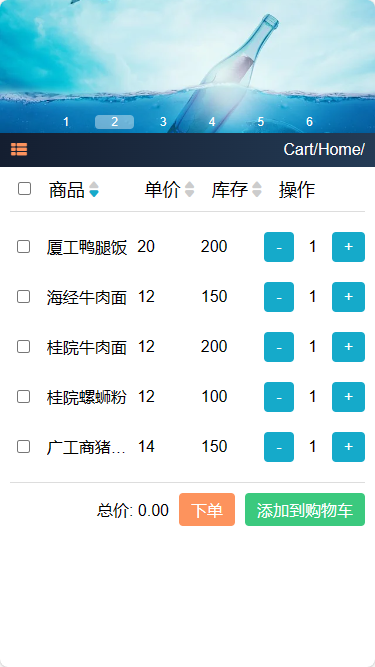 1 2 3 4 5 6
Cart/Home/
商品 单价 库存 操作
厦工鸭腿饭 20 200 - 1 +
海经牛肉面 12 150 - 1 +
桂院牛肉面 12 200 - 1 +
桂院螺蛳粉 12 100 - 1 +
广工商猪... 14 150 - 1 +
总价: 0.00 下单 添加到购物车